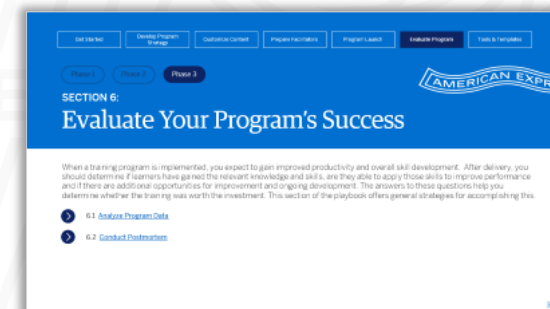 Get Started
Develop Program
Strategy
Customize Content
Prepare Facilitators
Program Launch
Evaluate Program
Tools & Templates
Phase 1
Phase 2
Phase 3
AMERICAN EXPR
SECTION 6:
Evaluate Your Program's Success
When a training program is implemented, you expect to gain improved productivity and overall skill development. After delivery, you
should determine if learners have gained the relevant knowledge and skills, are they able to apply those skills to improve performance
and if there are additional opportunities for improvement and ongoing development. The answers to these questions help you
determine whether the training was worth the investment. This section of the playbook offers general strategies for accomplishing this.
6.1 Analyze Program Data
6.2 Conduct Postmortem